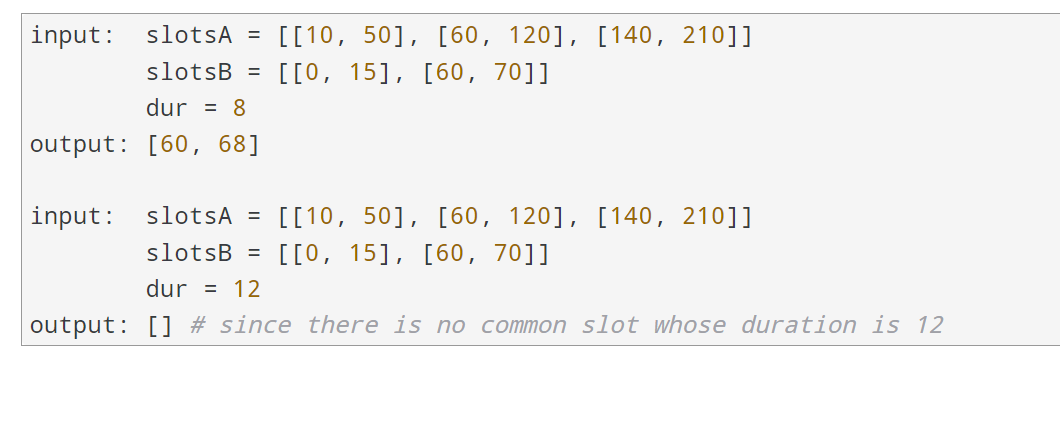 input:  slotsA = [[10, 50], [60, 120], [140, 210]]
        slotsB = [[0, 15], [60, 70]]
        dur = 8
output: [60, 68]

input:  slotsA = [[10, 50], [60, 120], [140, 210]]
        slotsB = [[0, 15], [60, 70]]
        dur = 12
output: [] # since there is no common slot whose duration is 12